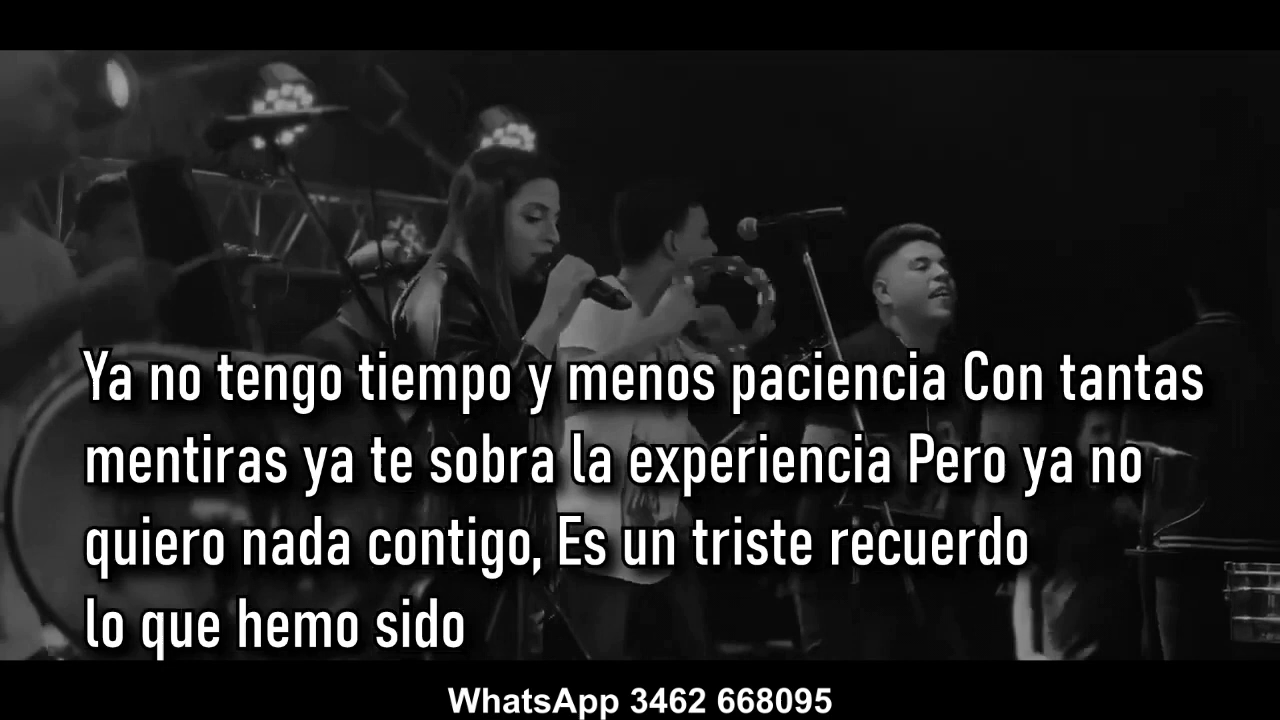 Ya no tengo tiempo y menos paciencia Con tantas
mentiras ya te sobra la experiencia Pero ya no
quiero nada contigo, Es un triste recuerdo
lo que hemo sido
WhatsApp 3462 668095